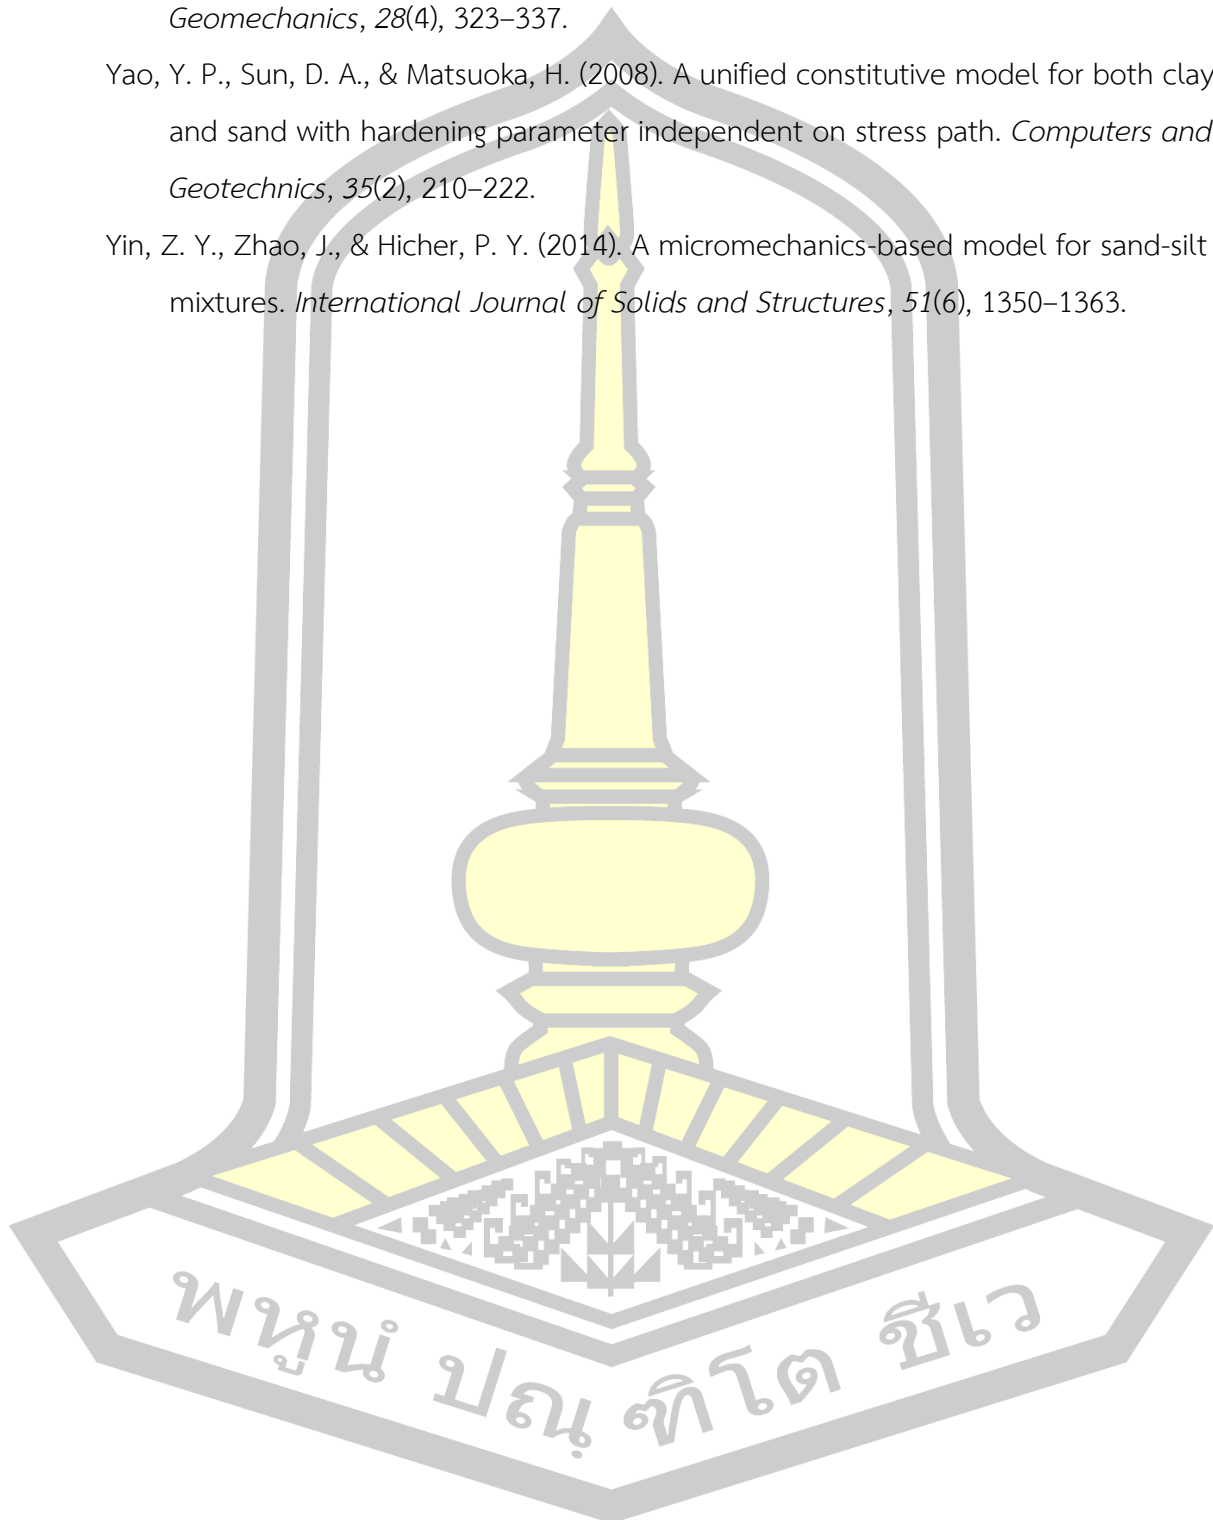 Geomechanics, 28(4), 323–337.
Yao, Y. P., Sun, D. A., & Matsuoka, H. (2008). A unified constitutive model for both clay
and sand with hardening parameter independent on stress path. Computers and
Geotechnics, 35(2), 210–222.
Yin, Z. Y., Zhao, J., & Hicher, P. Y. (2014). A micromechanics-based model for sand-silt
mixtures. International Journal of Solids and Structures, 51(6), 1350–1363.
พหูนํ ปณฺ ฑิโต ชีเว